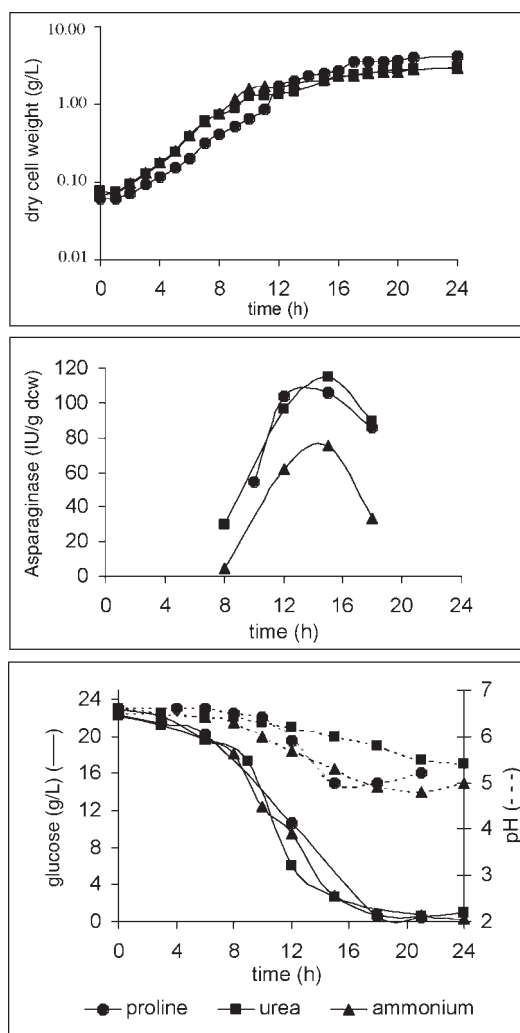 dry cell weight (g/L)
10.00
1.00
0.10
0.01
0 4 8 12 16 20 24
time (h)
Asparaginase (IU/g dcw)
120
100
80
60
40
20
0
0 4 8 12 16 20 24
time (h)
glucose (g/L) (——)
24
20
16
12
8
4
0
7
6
5
4
3
2
pH (- - -)
0 4 8 12 16 20 24
time (h)
proline urea ammonium